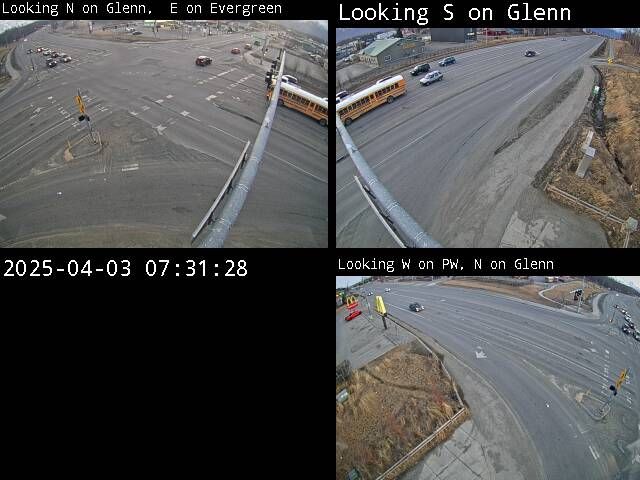 Looking N on Glenn,  E on Evergreen
Looking S on Glenn
2025-04-03 07:31:28
Looking W on PW, N on Glenn